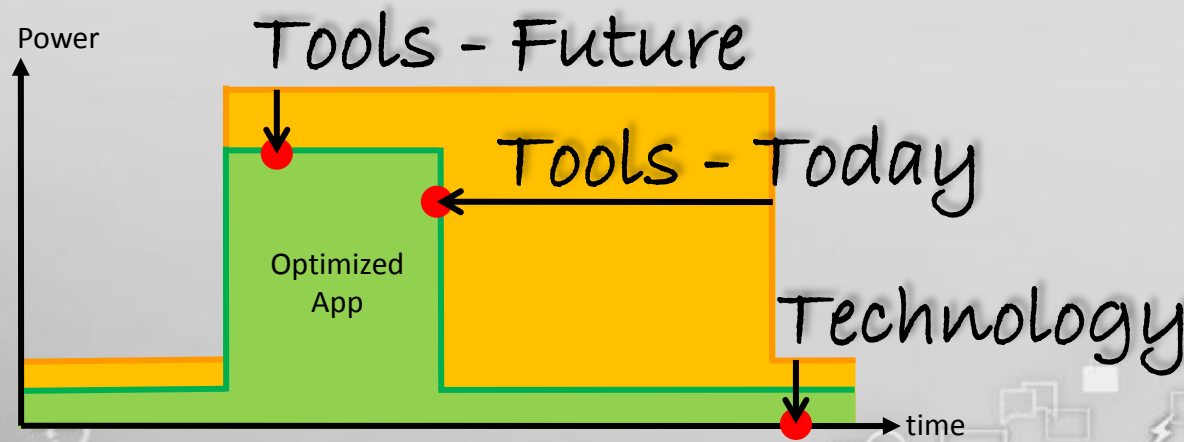 Power
Tools - Future
Tools - Today
Optimized
App
Technology
time